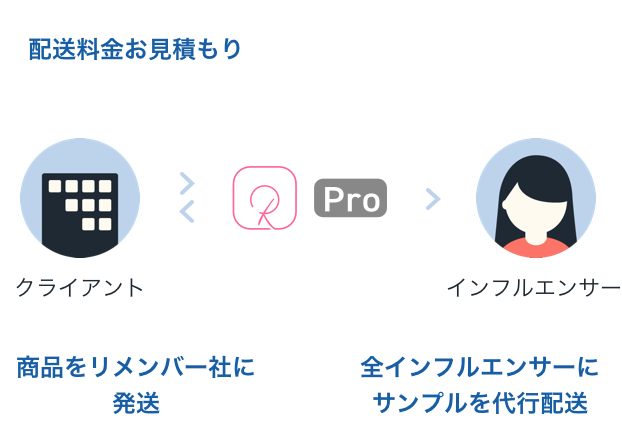 配送料金お見積もり
R Pro
クライアント
インフルエンサー
商品をリメンバー社に
発送
全インフルエンサーに
サンプルを代行配送